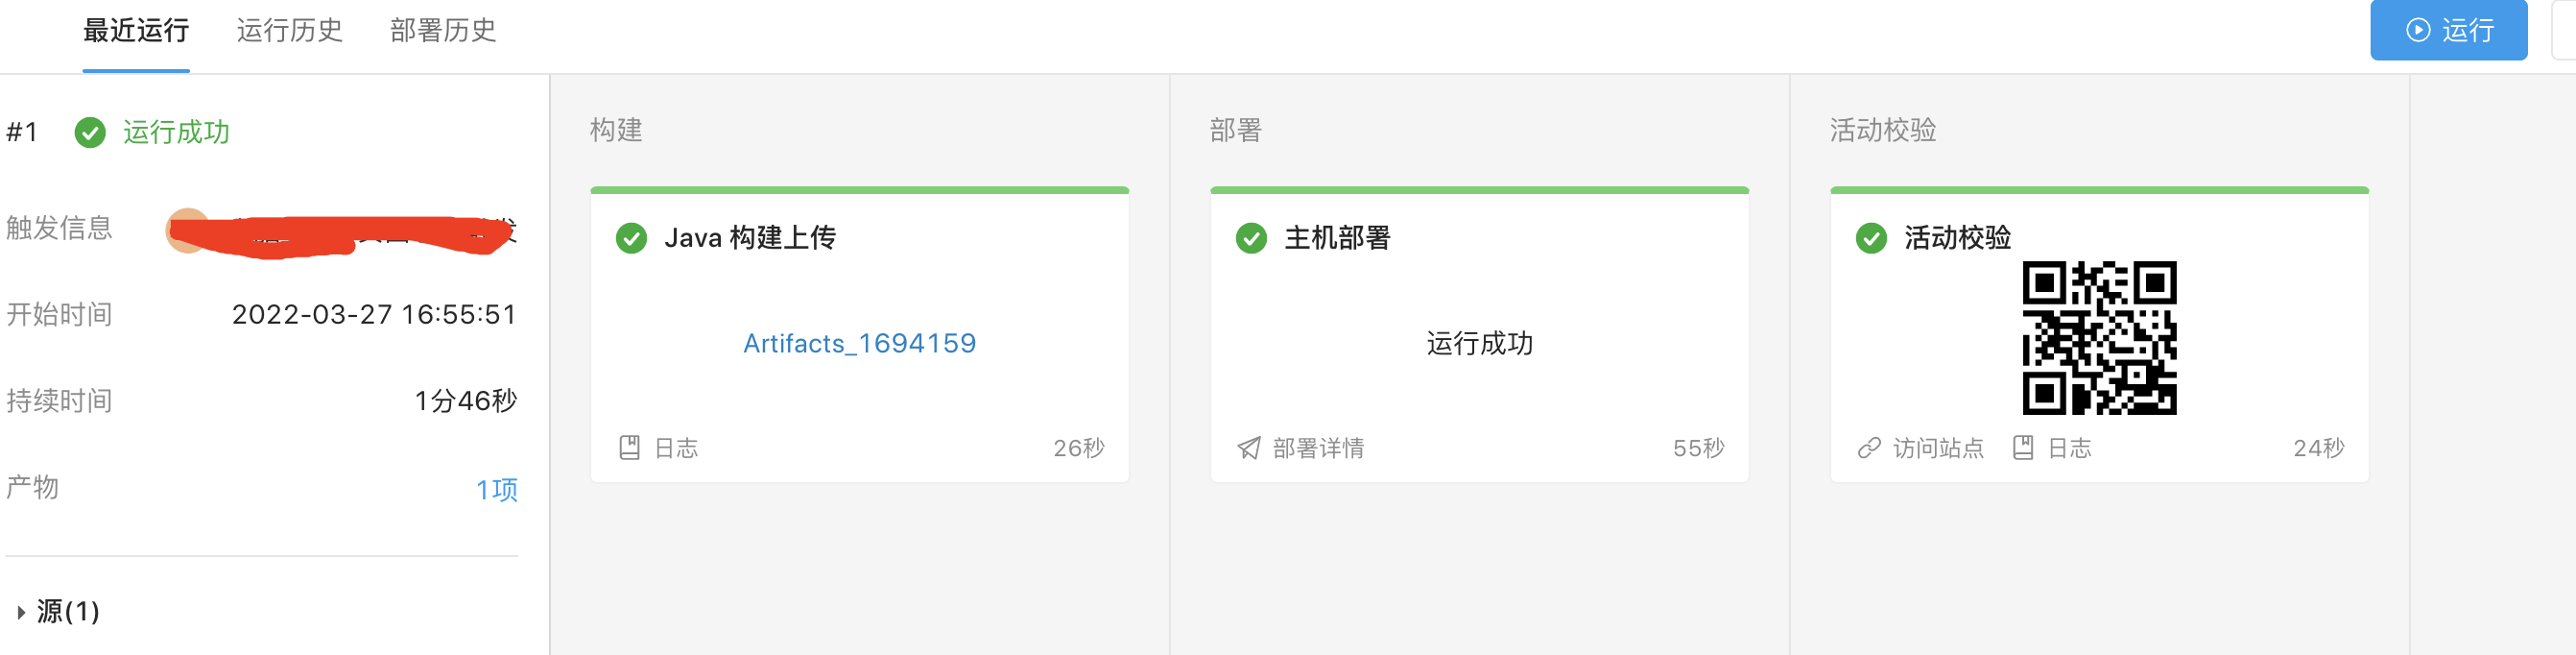 最近运行 运行历史 部署历史 运行
#1 运行成功
触发信息
开始时间 2022-03-27 16:55:51
持续时间 1分46秒
产物 1项
源(1)
构建
Java 构建上传
Artifacts_1694159
日志 26秒
部署
主机部署
运行成功
部署详情 55秒
活动校验
活动校验
访问站点 日志 24秒